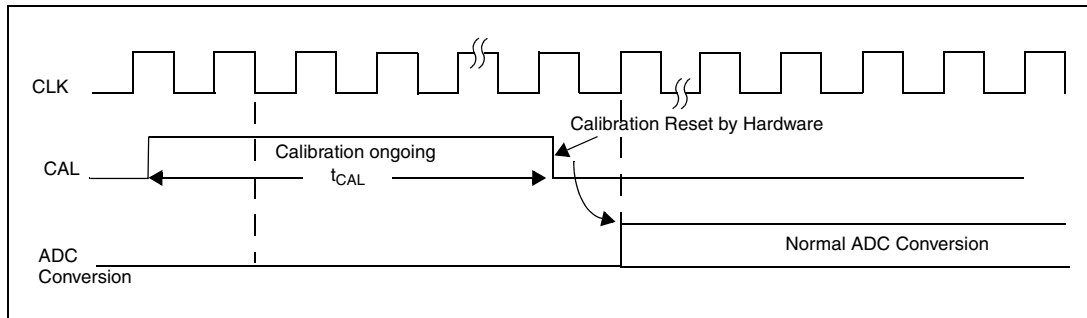 CLK
Calibration Reset by Hardware
CAL
Calibration ongoing
tCAL
ADC
Conversion
Normal ADC Conversion